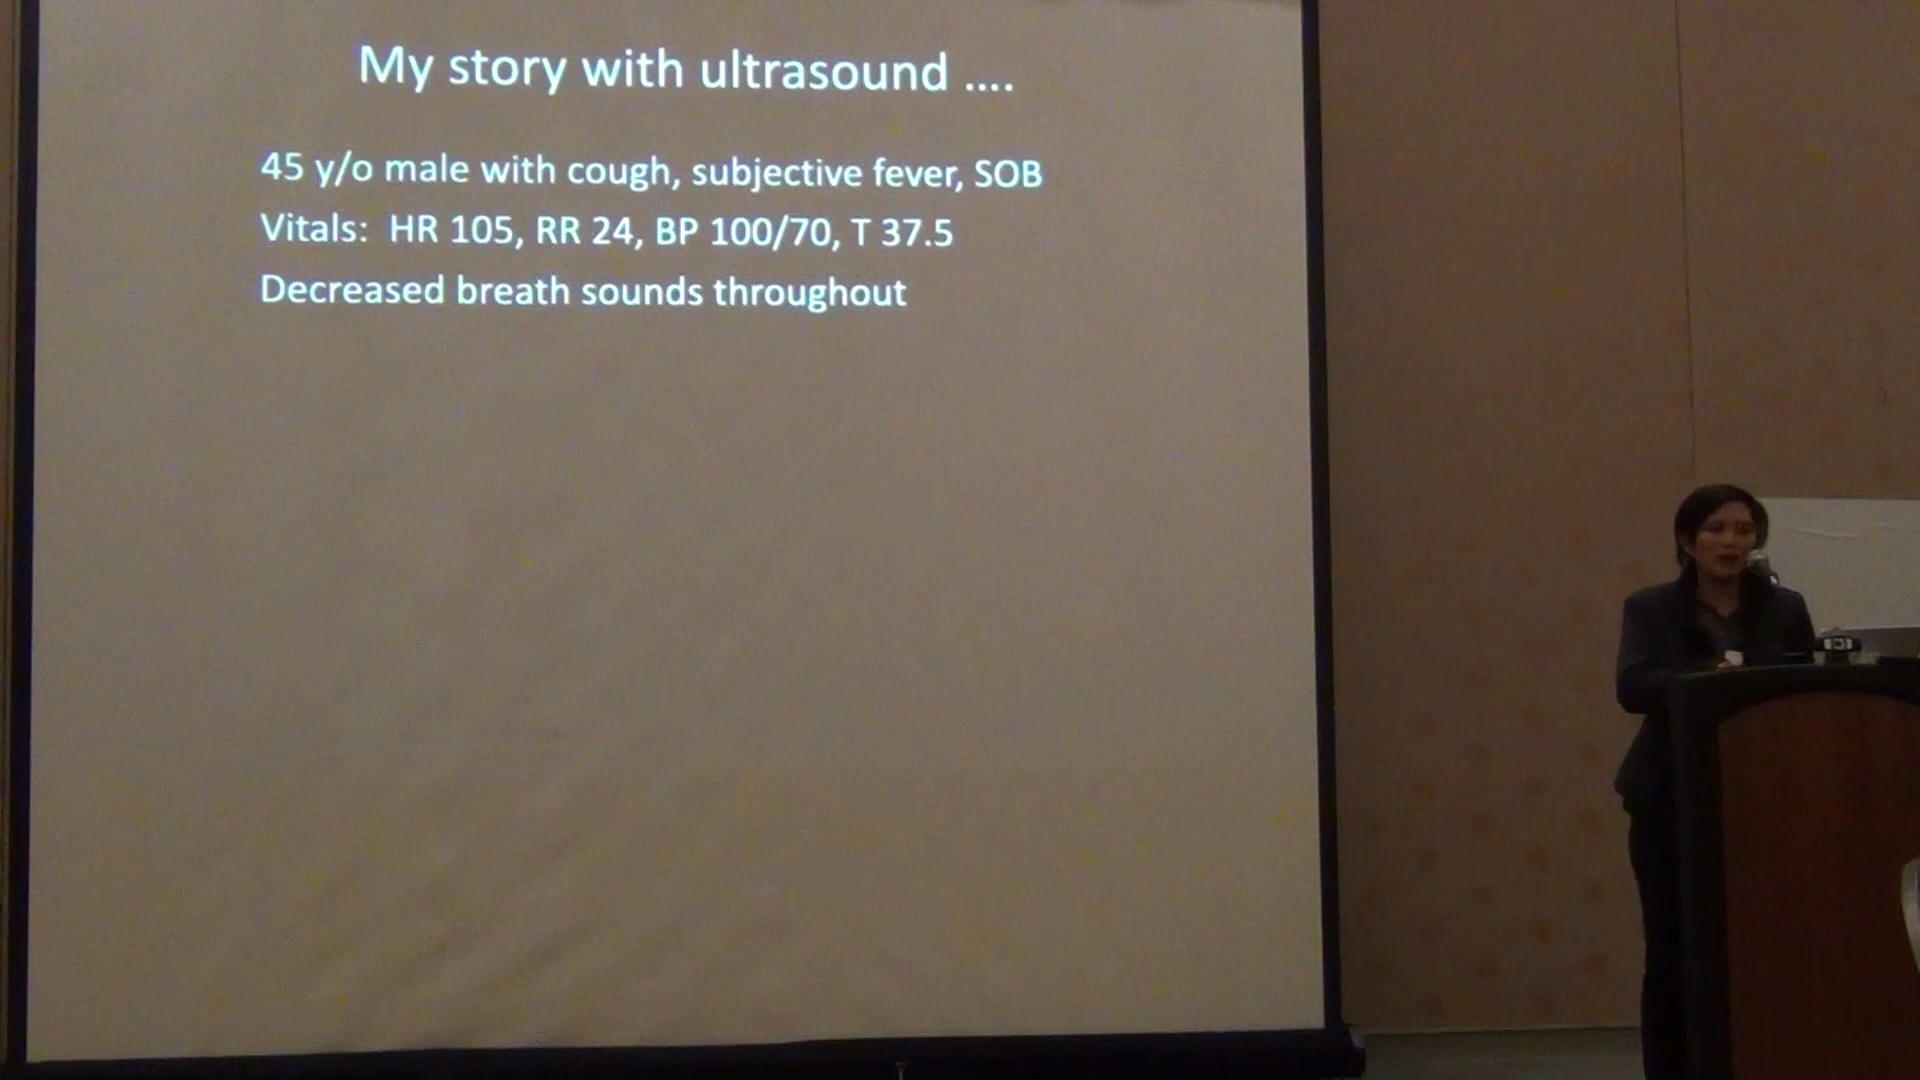 My story with ultrasound ....
45 y/o male with cough, subjective fever, SOB
Vitals:  HR 105, RR 24, BP 100/70, T 37.5
Decreased breath sounds throughout